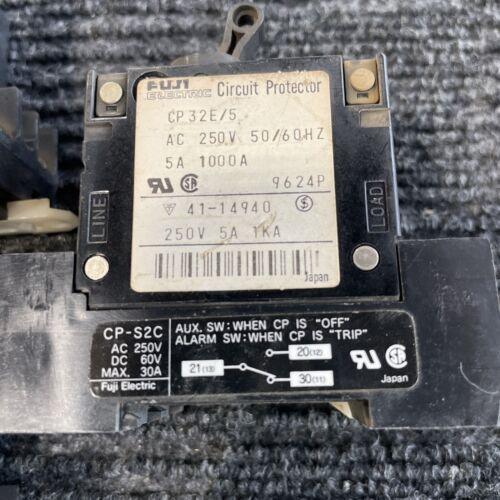 FUJI
ELECTRIC Circuit Protector
CP32E/5
AC 250V 50/60HZ
5A 1000A
9624P
41-14940
250V 5A 1KA
Japan
LINE
LOAD
CP-S2C
AC 250V
DC 60V
MAX. 30A
Fuji Electric
AUX. SW: WHEN CP IS "OFF"
ALARM SW: WHEN CP IS "TRIP"
20(12)
21(13)
30(11)
Japan